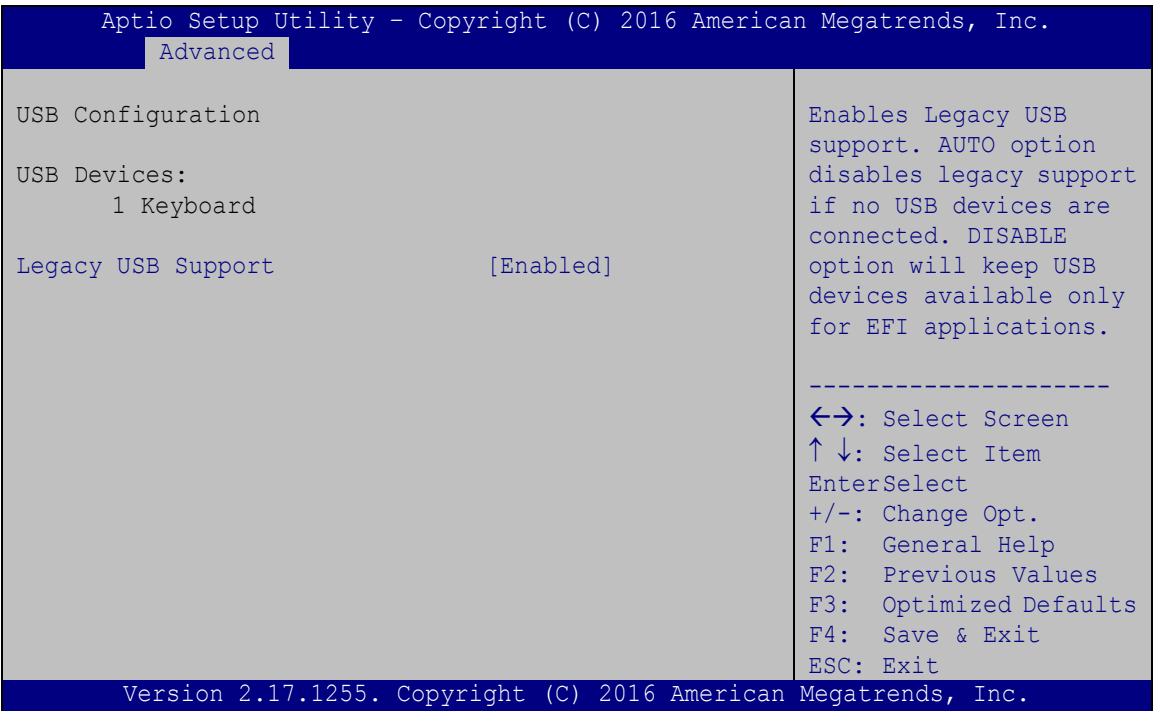 Aptio Setup Utility – Copyright (C) 2016 American Megatrends, Inc.
Advanced
USB Configuration
USB Devices:
1 Keyboard
Legacy USB Support [Enabled]
Enables Legacy USB
support. AUTO option
disables legacy support
if no USB devices are
connected. DISABLE
option will keep USB
devices available only
for EFI applications.
---------------------
←→: Select Screen
↑ ↓: Select Item
EnterSelect
+/-: Change Opt.
F1: General Help
F2: Previous Values
F3: Optimized Defaults
F4: Save & Exit
ESC: Exit
Version 2.17.1255. Copyright (C) 2016 American Megatrends, Inc.